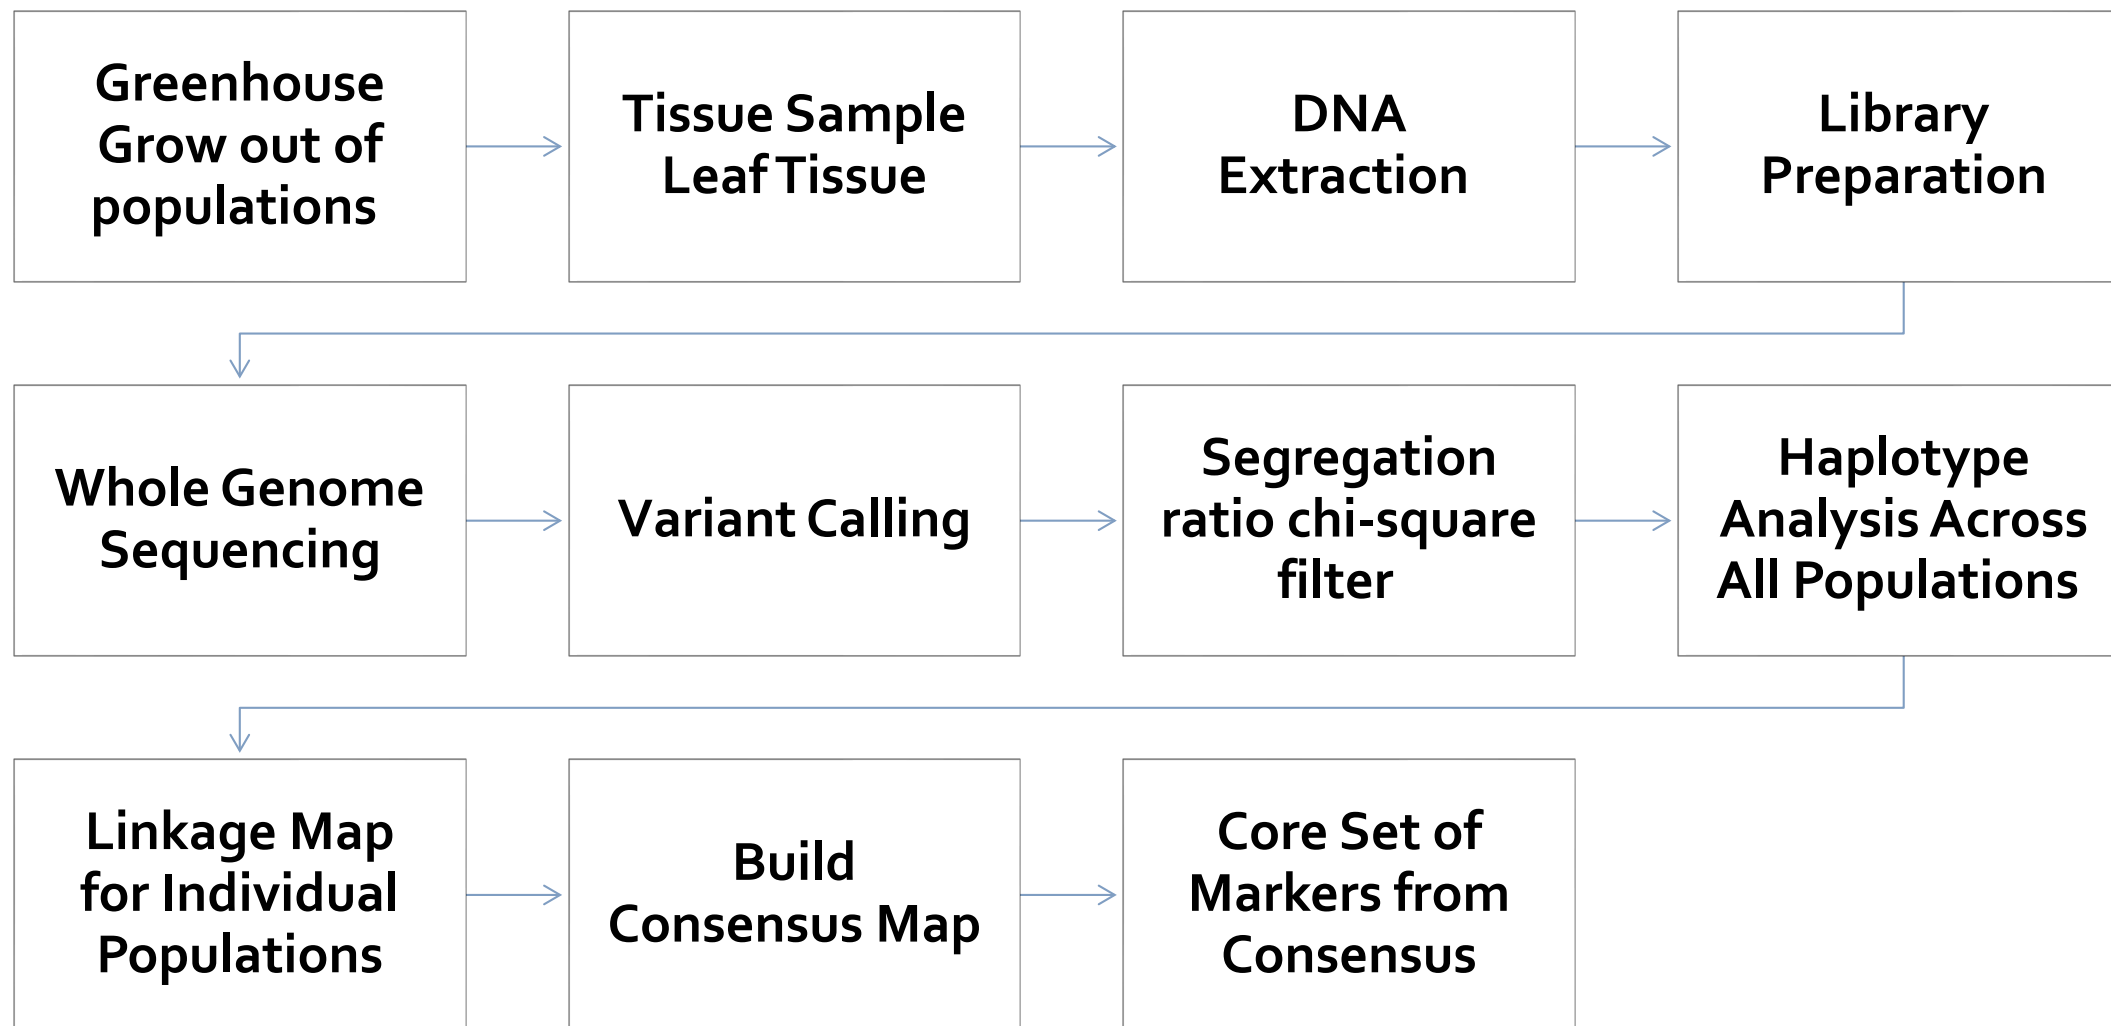 Greenhouse
Grow out of
populations
Tissue Sample
Leaf Tissue
DNA
Extraction
Library
Preparation
Whole Genome
Sequencing
Variant Calling
Segregation
ratio chi-square
filter
Haplotype
Analysis Across
All Populations
Linkage Map
for Individual
Populations
Build
Consensus Map
Core Set of
Markers from
Consensus